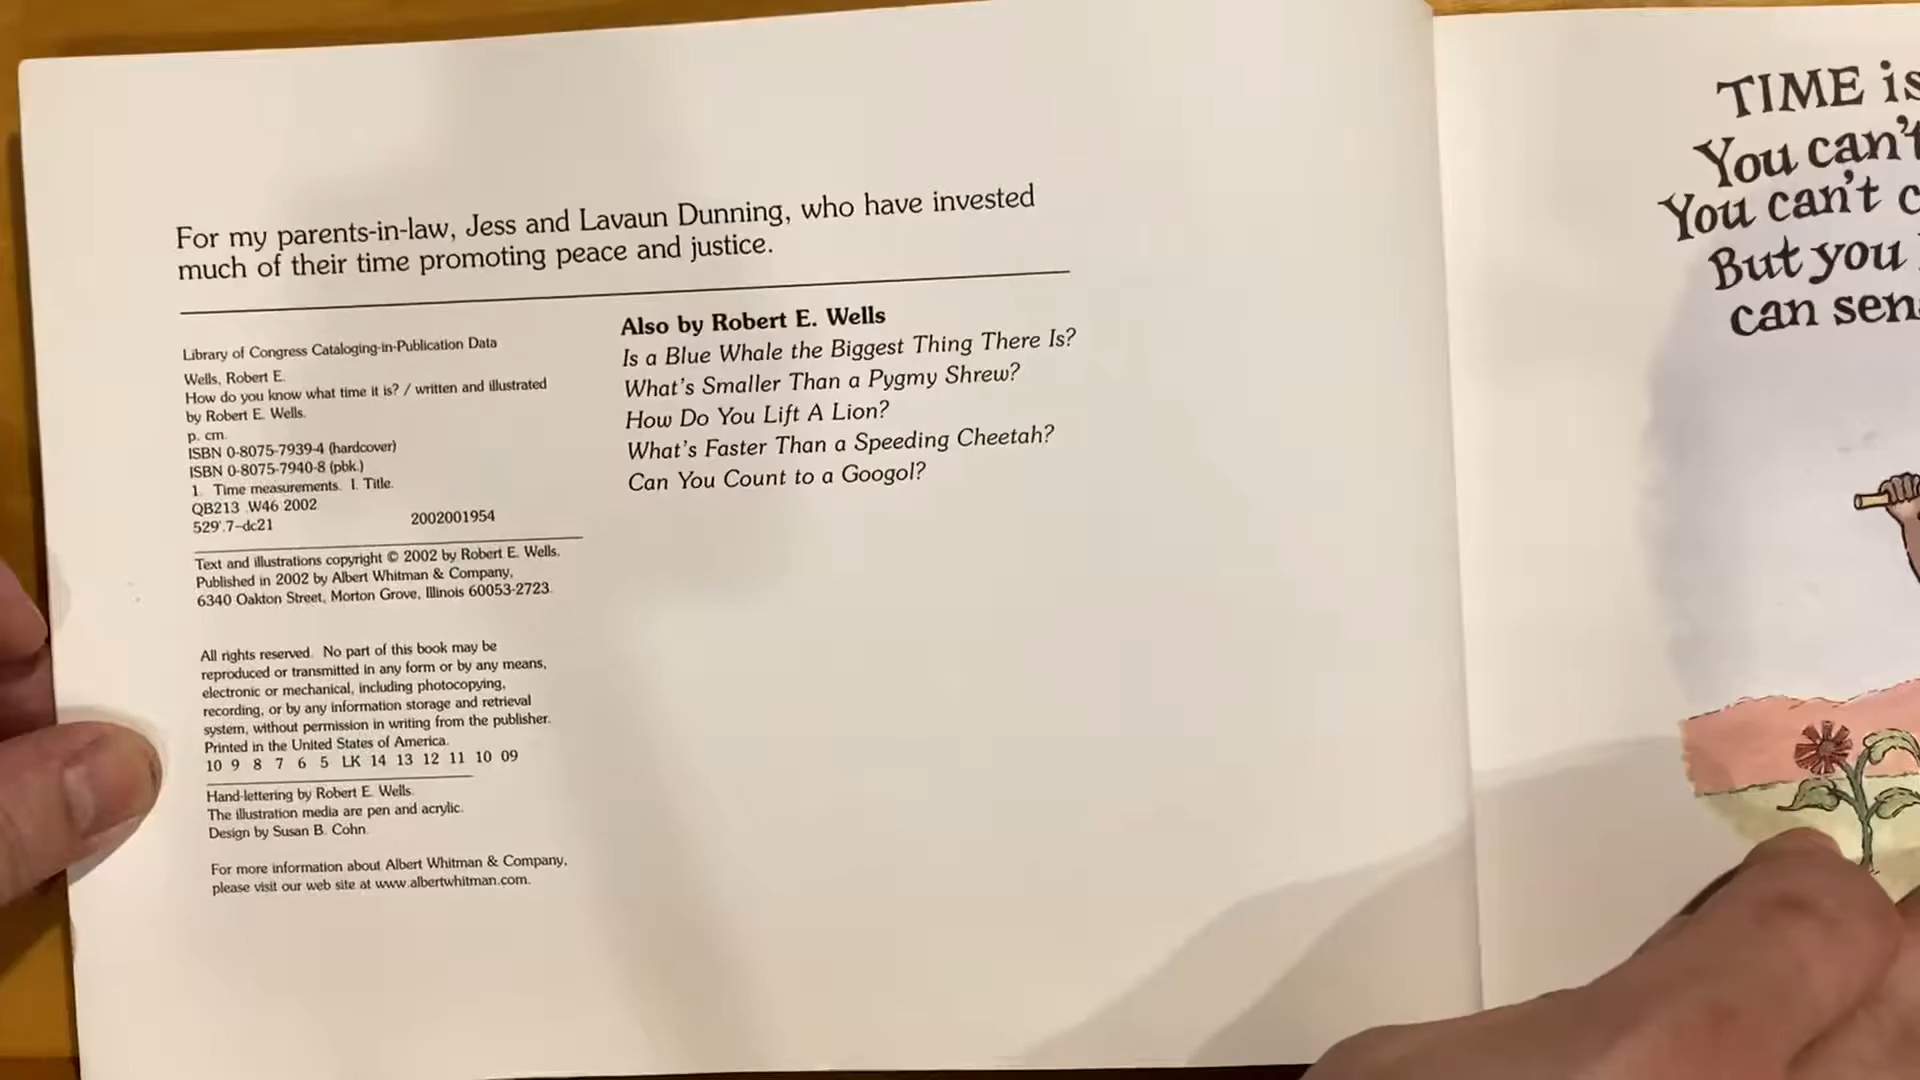 For my parents-in-law, Jess and Lavaun Dunning, who have invested
much of their time promoting peace and justice.
Library of Congress Cataloging-in-Publication Data
Wells, Robert E.
How do you know what time it is? / written and illustrated
by Robert E. Wells.
p. cm.
ISBN 0-8075-7939-4 (hardcover)
ISBN 0-8075-7940-8 (pbk.)
1. Time measurements. I. Title.
QB213 .W46 2002
529'.7–dc21 2002001954
Text and illustrations copyright © 2002 by Robert E. Wells.
Published in 2002 by Albert Whitman & Company,
6340 Oakton Street, Morton Grove, Illinois 60053-2723.
All rights reserved. No part of this book may be
reproduced or transmitted in any form or by any means,
electronic or mechanical, including photocopying,
recording, or by any information storage and retrieval
system, without permission in writing from the publisher.
Printed in the United States of America.
10 9 8 7 6 5 LK 14 13 12 11 10 09
Hand-lettering by Robert E. Wells.
The illustration media are pen and acrylic.
Design by Susan B. Cohn.
For more information about Albert Whitman & Company,
please visit our web site at www.albertwhitman.com.
Also by Robert E. Wells
Is a Blue Whale the Biggest Thing There Is?
What's Smaller Than a Pygmy Shrew?
How Do You Lift A Lion?
What's Faster Than a Speeding Cheetah?
Can You Count to a Googol?
TIME is
You can't
You can't
But you
can